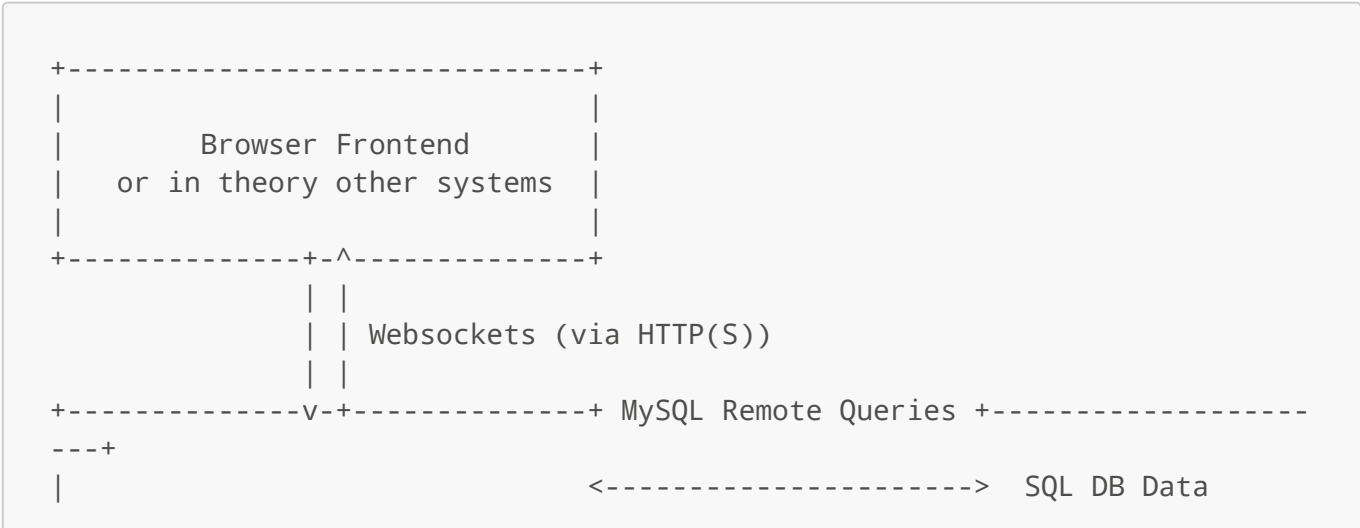 +-------------------------------+
|                               |
|        Browser Frontend       |
|   or in theory other systems  |
|                               |
+--------------+-^--------------+
               | |
               | | Websockets (via HTTP(S))
               | |
+--------------v-+--------------+ MySQL Remote Queries +-------------------
---+
|                               <----------------------> SQL DB Data